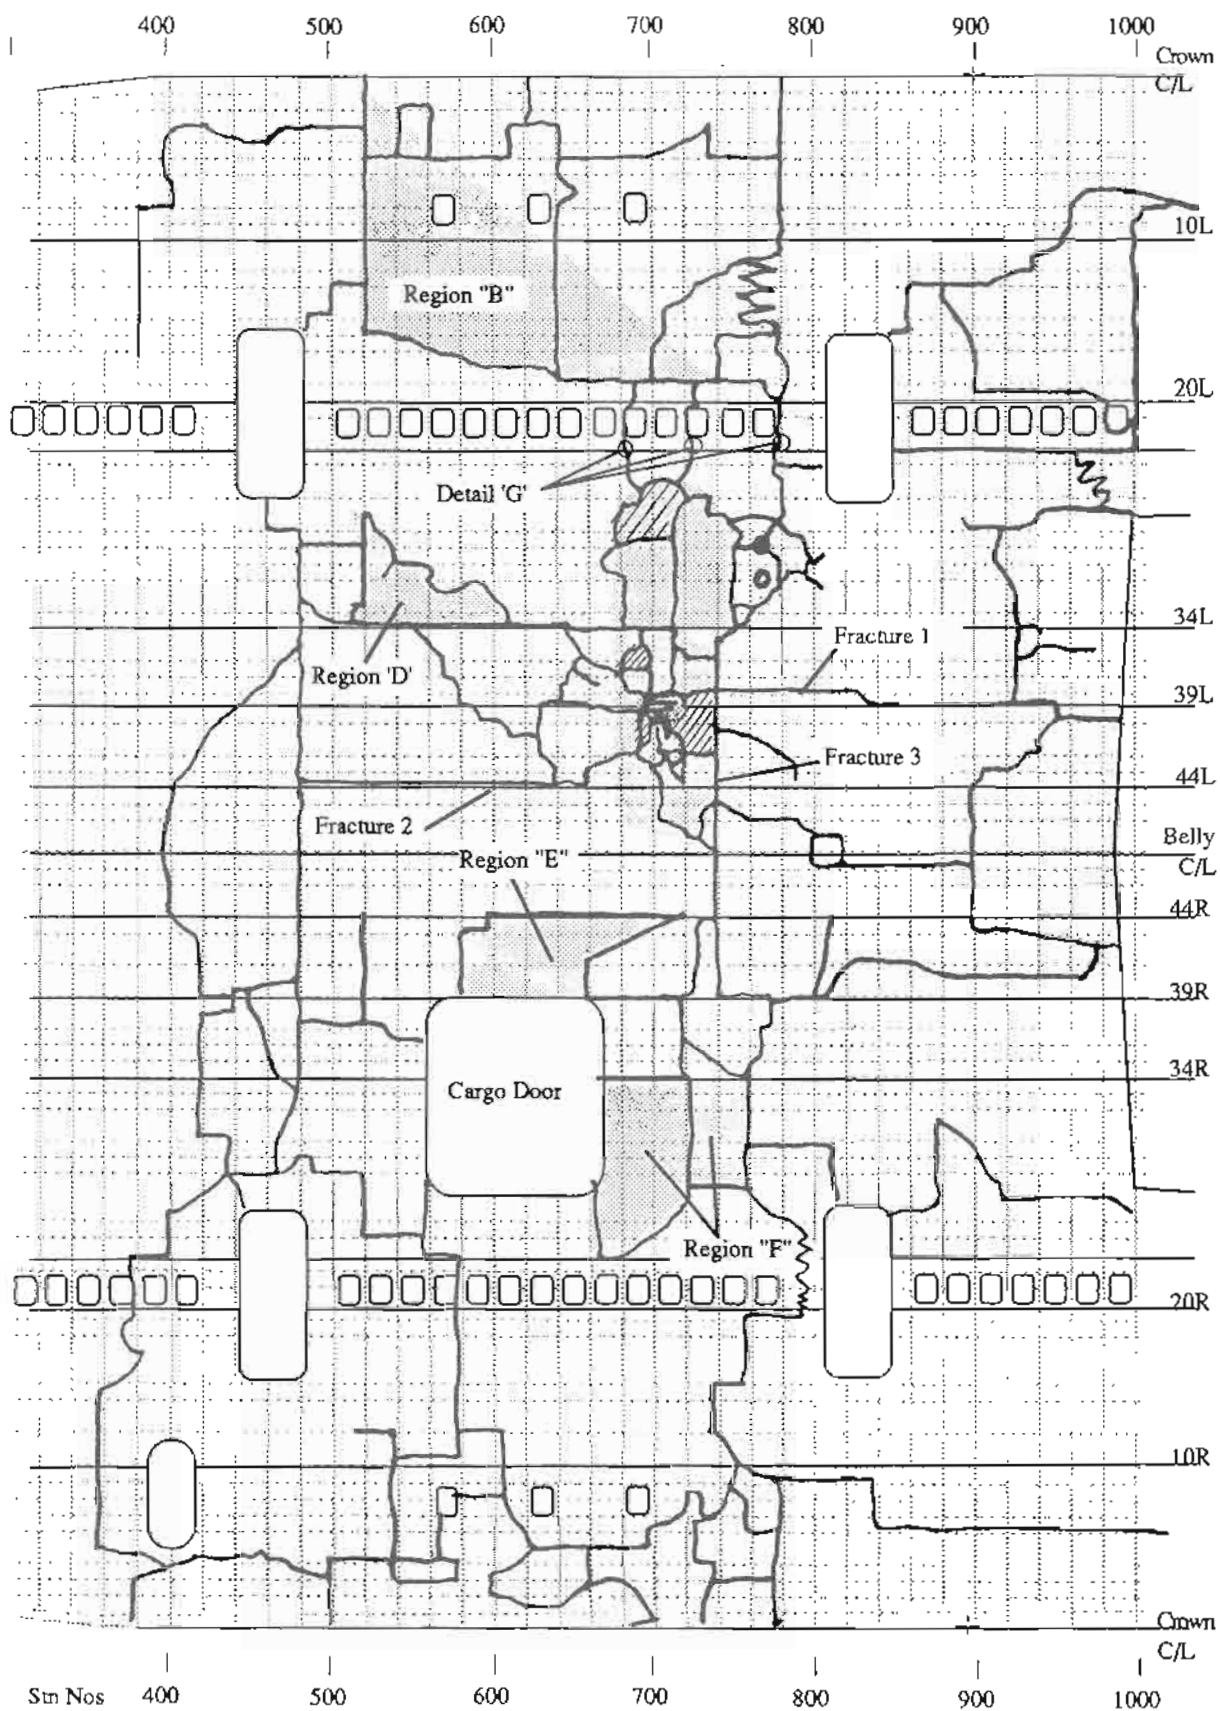 400 500 600 700 800 900 1000
Crown
C/L
10L
Region "B"
20L
Detail 'G'
34L
Fracture 1
Region 'D'
39L
Fracture 3
44L
Fracture 2
Belly
C/L
Region "E"
44R
39R
34R
Cargo Door
Region "F"
20R
10R
Crown
C/L
Stn Nos 400 500 600 700 800 900 1000